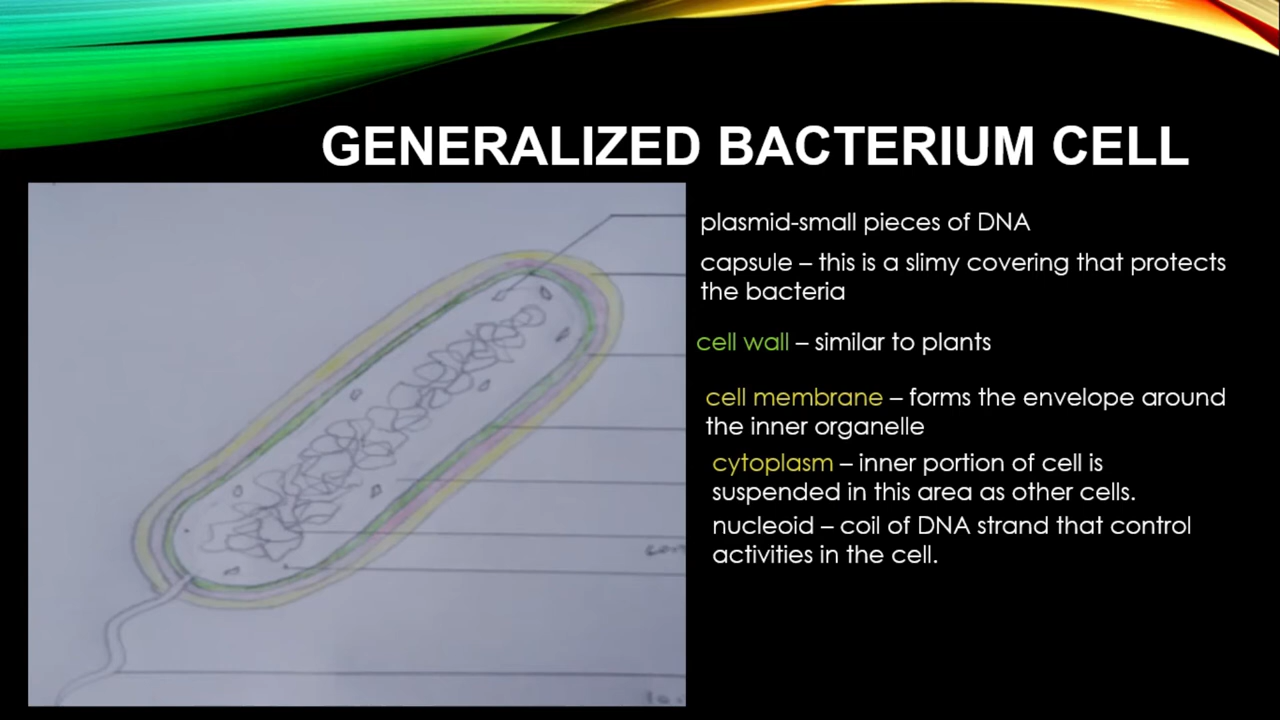 GENERALIZED BACTERIUM CELL
plasmid-small pieces of DNA
capsule – this is a slimy covering that protects
the bacteria
cell wall – similar to plants
cell membrane – forms the envelope around
the inner organelle
cytoplasm – inner portion of cell is
suspended in this area as other cells.
nucleoid – coil of DNA strand that control
activities in the cell.